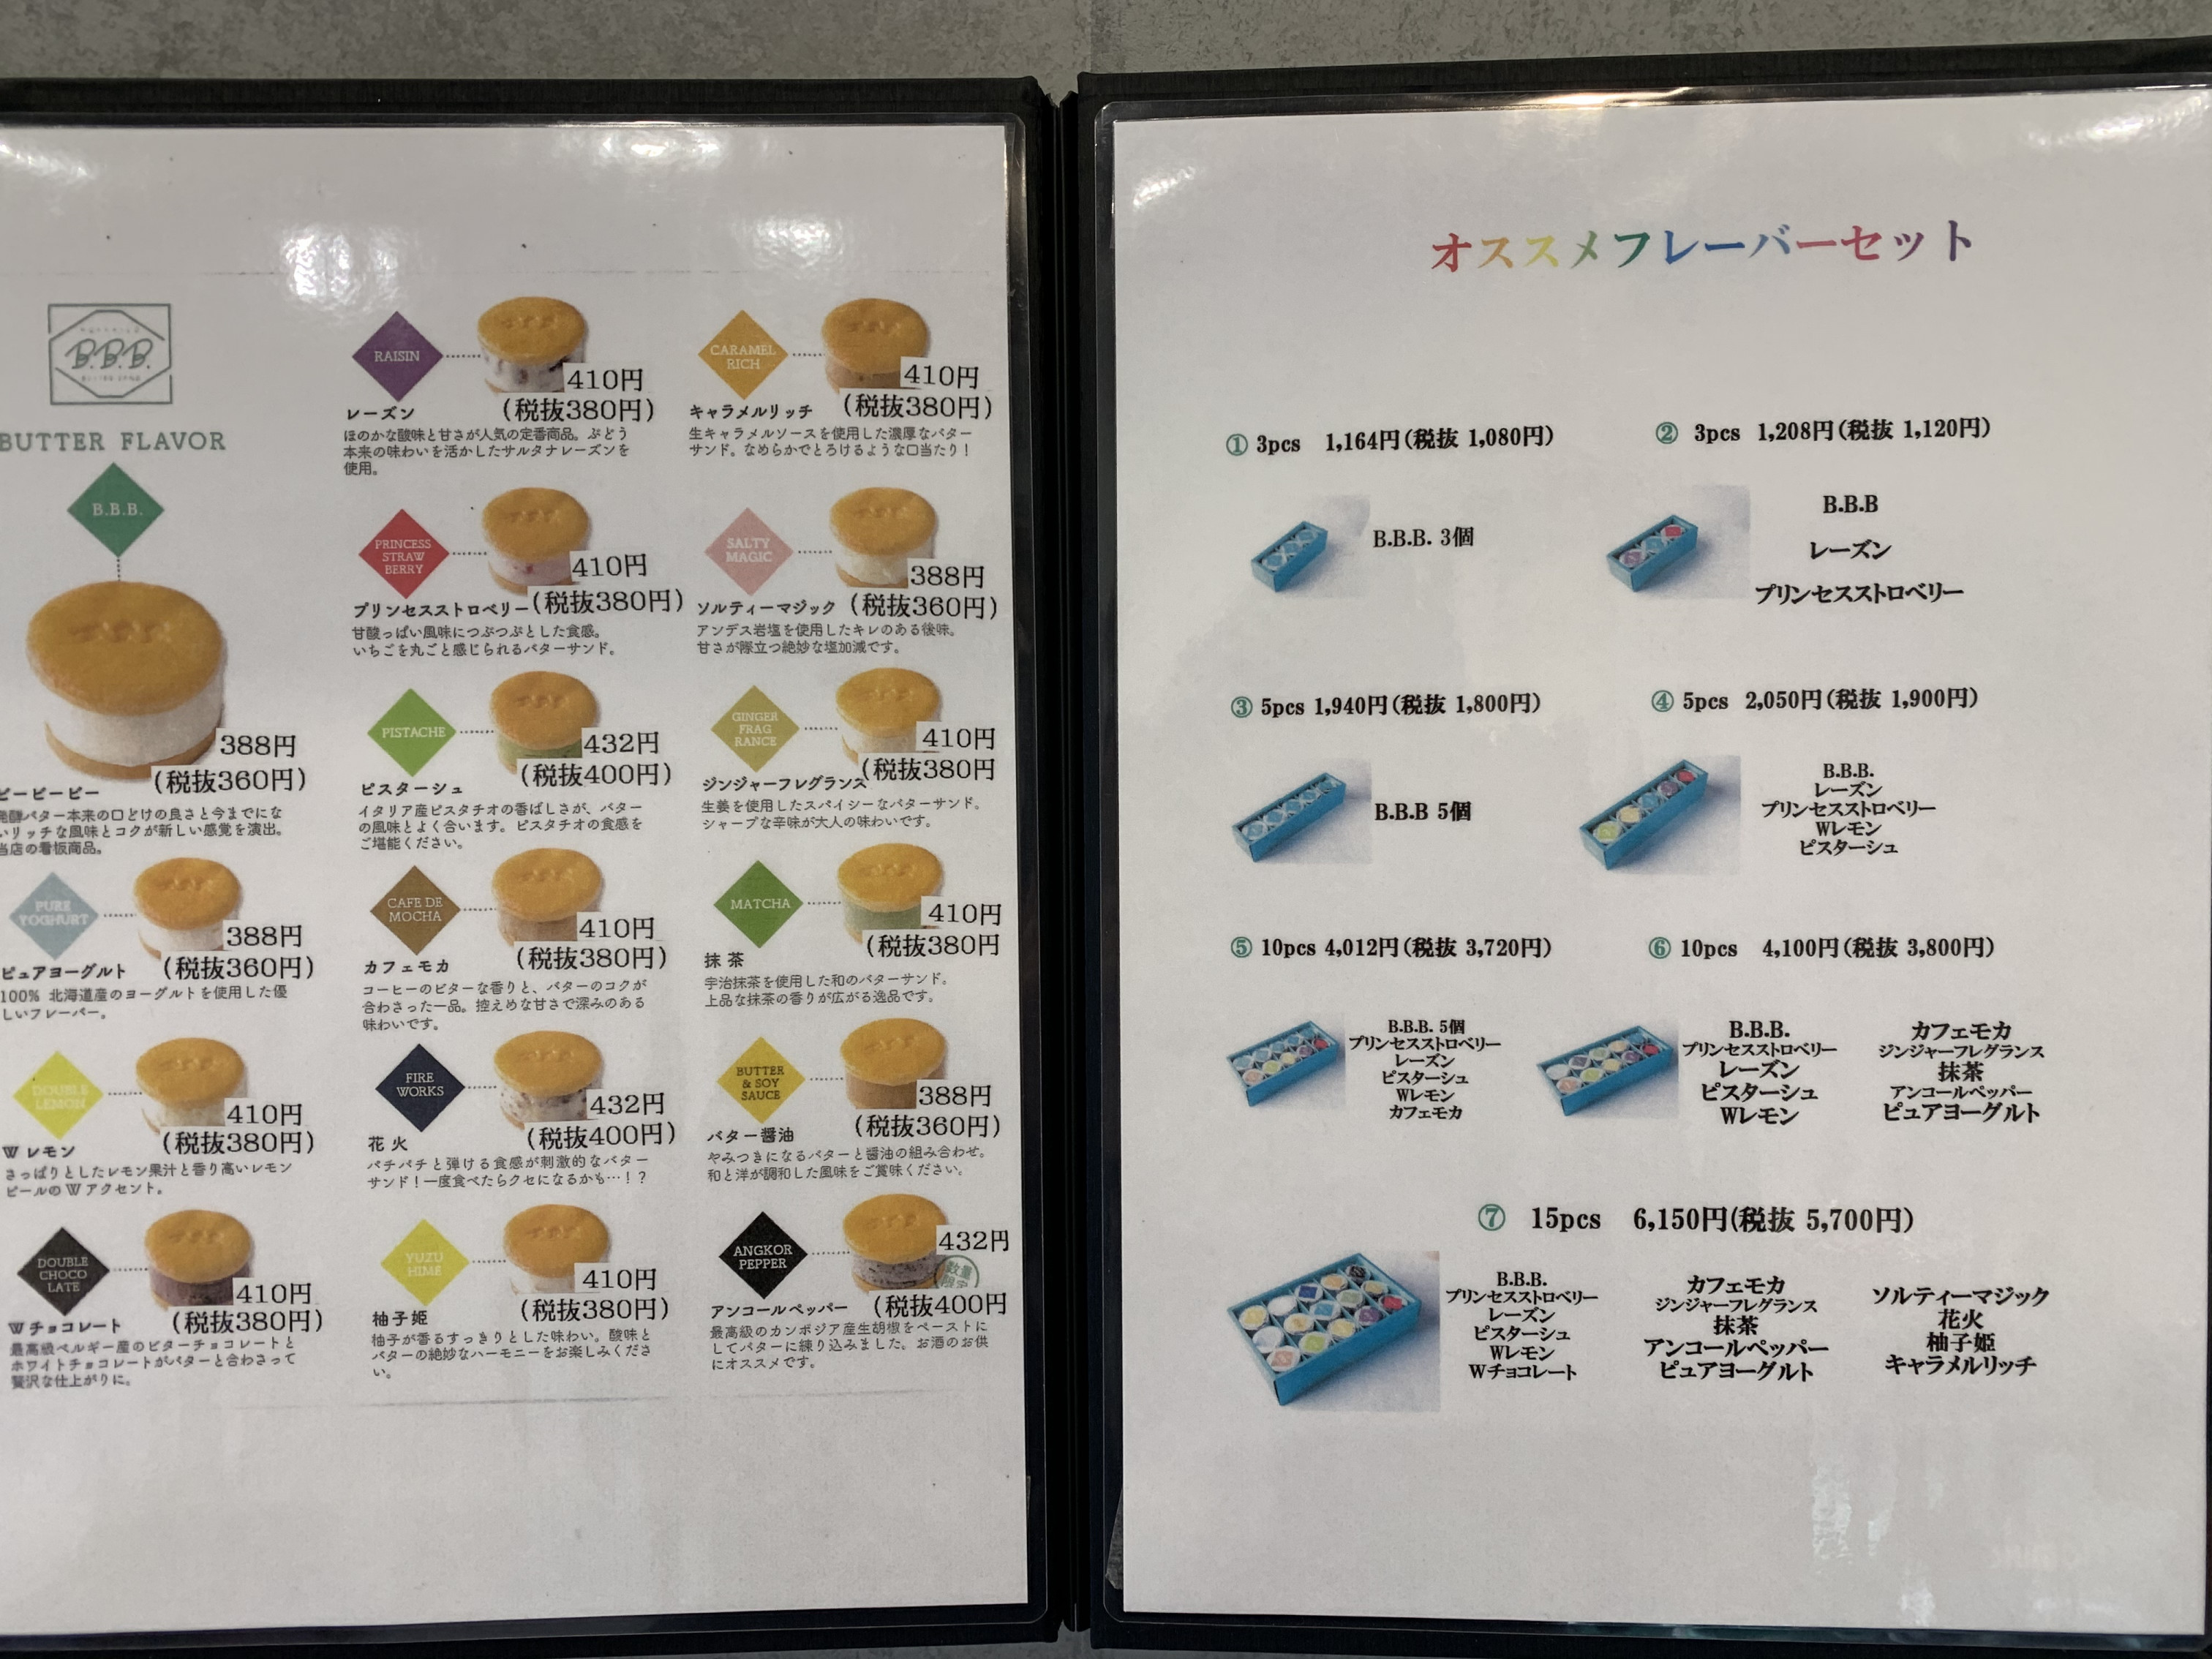 B.B.B.
BUTTER FLAVOR
B.B.B.
388円
(税抜360円)
ビービービー
発酵バター本来の口どけの良さと今までにな
いリッチな風味とコクが新しい感覚を演出。
当店の看板商品。
PURE
YOGHURT
388円
(税抜360円)
ピュアヨーグルト
100% 北海道産のヨーグルトを使用した優
しいフレーバー。
DOUBLE
LEMON
410円
(税抜380円)
W レモン
さっぱりとしたレモン果汁と香り高いレモン
ピールの W アクセント。
DOUBLE
CHOCO
LATE
410円
(税抜380円)
W チョコレート
最高級ベルギー産のビターチョコレートと
ホワイトチョコレートがバターと合わさって
贅沢な仕上がりに。
RAISIN
410円
(税抜380円)
レーズン
ほのかな酸味と甘さが人気の定番商品。ぶどう
本来の味わいを活かしたサルタナレーズンを
使用。
PRINCESS
STRAW
BERRY
410円
プリンセスストロベリー(税抜380円)
甘酸っぱい風味につぶつぶとした食感。
いちごを丸ごと感じられるバターサンド。
PISTACHE
432円
(税抜400円)
ピスターシュ
イタリア産ピスタチオの香ばしさが、バター
の風味とよく合います。ピスタチオの食感を
ご堪能ください。
CAFE DE
MOCHA
410円
(税抜380円)
カフェモカ
コーヒーのビターな香りと、バターのコクが
合わさった一品。控えめな甘さで深みのある
味わいです。
FIRE
WORKS
432円
(税抜400円)
花火
パチパチと弾ける食感が刺激的なバター
サンド!一度食べたらクセになるかも…!?
YUZU
HIME
410円
(税抜380円)
柚子姫
柚子が香るすっきりとした味わい。酸味と
バターの絶妙なハーモニーをお楽しみくださ
い。
CARAMEL
RICH
410円
(税抜380円)
キャラメルリッチ
生キャラメルソースを使用した濃厚なバター
サンド。なめらかでとろけるような口当たり!
SALTY
MAGIC
388円
ソルティーマジック (税抜360円)
アンデス岩塩を使用したキレのある後味。
甘さが際立つ絶妙な塩加減です。
GINGER
FRAG
RANCE
410円
ジンジャーフレグランス(税抜380円
生姜を使用したスパイシーなバターサンド。
シャープな辛味が大人の味わいです。
MATCHA
410円
(税抜380円
抹茶
宇治抹茶を使用した和のバターサンド。
上品な抹茶の香りが広がる逸品です。
BUTTER
& SOY
SAUCE
388円
(税抜360円)
バター醤油
やみつきになるバターと醤油の組み合わせ。
和と洋が調和した風味をご賞味ください。
ANGKOR
PEPPER
432円
数量
限定
アンコールペッパー (税抜400円
最高級のカンボジア産生胡椒をペーストに
してバターに練り込みました。お酒のお供
にオススメです。
オススメフレーバーセット
① 3pcs 1,164円(税抜 1,080円)
B.B.B. 3個
② 3pcs 1,208円(税抜 1,120円)
B.B.B
レーズン
プリンセスストロベリー
③ 5pcs 1,940円(税抜 1,800円)
B.B.B 5個
④ 5pcs 2,050円(税抜 1,900円)
B.B.B.
レーズン
プリンセスストロベリー
Wレモン
ピスターシュ
⑤ 10pcs 4,012円(税抜 3,720円)
B.B.B. 5個
プリンセスストロベリー
レーズン
ピスターシュ
Wレモン
カフェモカ
⑥ 10pcs 4,100円(税抜 3,800円)
B.B.B.
プリンセスストロベリー
レーズン
ピスターシュ
Wレモン
カフェモカ
ジンジャーフレグランス
抹茶
アンコールペッパー
ピュアヨーグルト
⑦ 15pcs 6,150円(税抜 5,700円)
B.B.B.
プリンセスストロベリー
レーズン
ピスターシュ
Wレモン
Wチョコレート
カフェモカ
ジンジャーフレグランス
抹茶
アンコールペッパー
ピュアヨーグルト
ソルティーマジック
花火
柚子姫
キャラメルリッチ